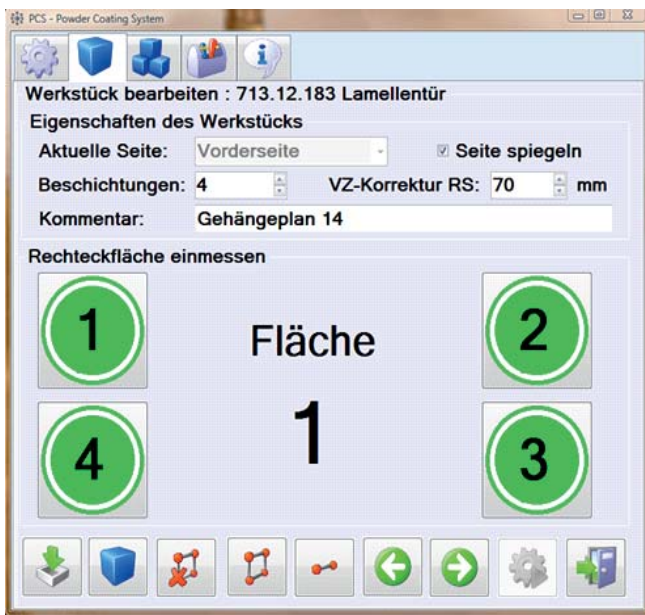 PCS - Powder Coating System
Werkstück bearbeiten : 713.12.183 Lamellentür
Eigenschaften des Werkstücks
Aktuelle Seite: Vorderseite Seite spiegeln
Beschichtungen: 4 VZ-Korrektur RS: 70 mm
Kommentar: Gehängeplan 14
Rechteckfläche einmessen
1 Fläche 2
4 1 3